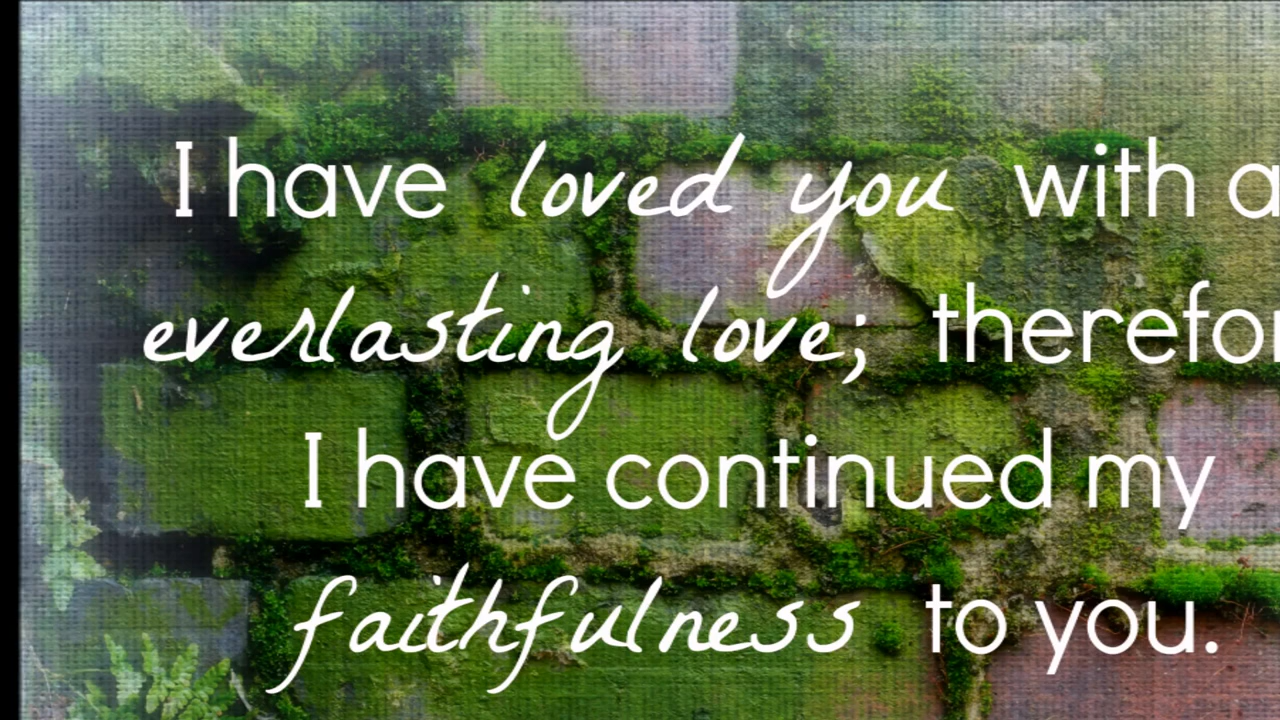 I have loved you with a
everlasting love; therefor
I have continued my
faithfulness to you.